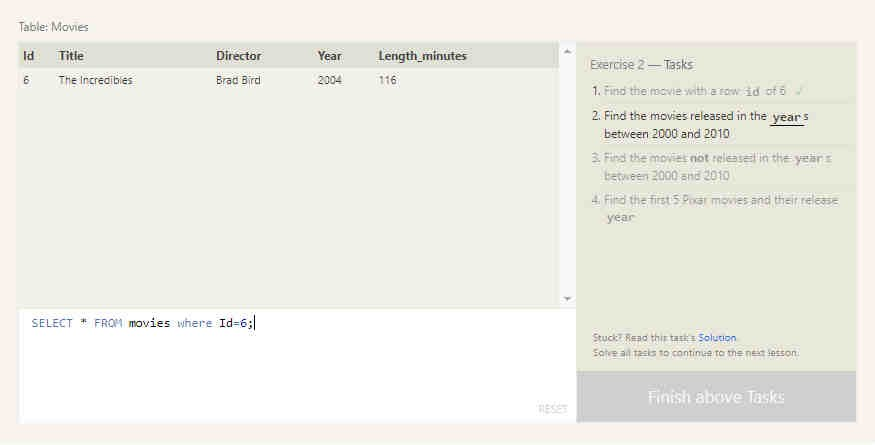 Table: Movies
Id Title Director Year Length_minutes
6 The Incredibles Brad Bird 2004 116
SELECT * FROM movies where Id=6;
RESET
Exercise 2 — Tasks
1. Find the movie with a row id of 6 ✓
2. Find the movies released in the year s
between 2000 and 2010
3. Find the movies not released in the year s
between 2000 and 2010
4. Find the first 5 Pixar movies and their release
year
Stuck? Read this task's Solution.
Solve all tasks to continue to the next lesson.
Finish above Tasks